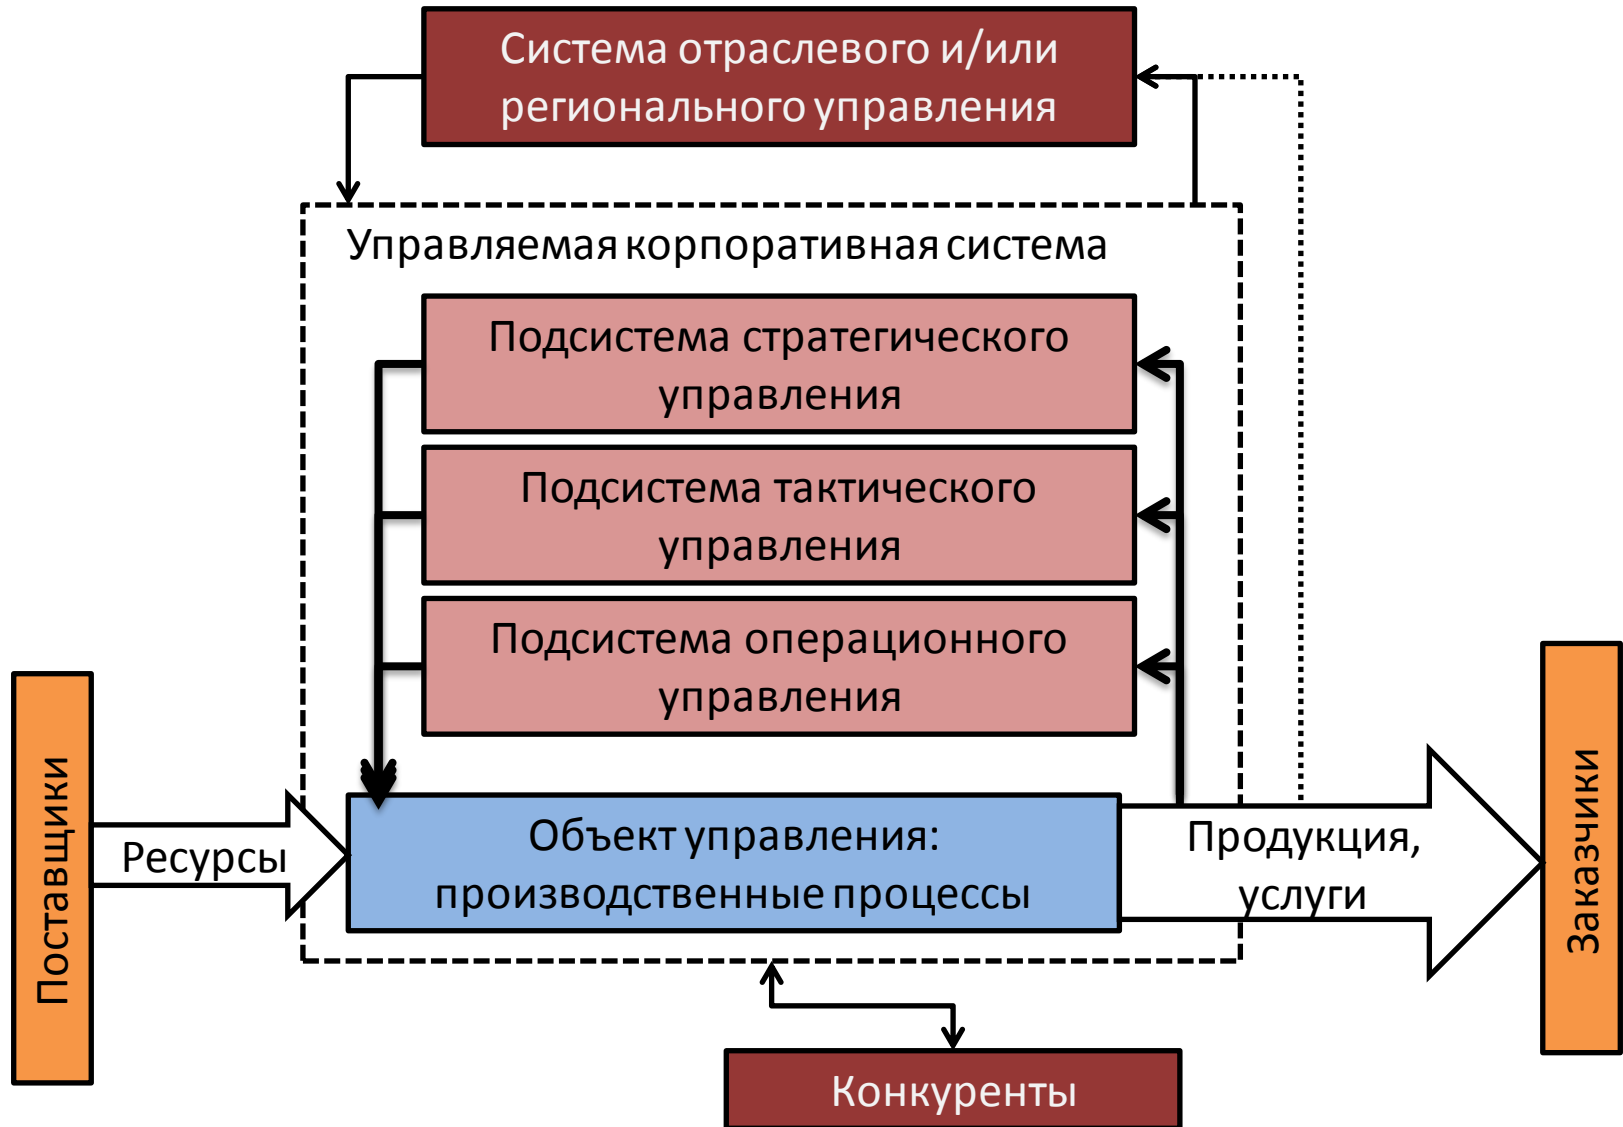 Система отраслевого и/или
регионального управления
Управляемая корпоративная система
Подсистема стратегического
управления
Подсистема тактического
управления
Подсистема операционного
управления
Поставщики
Ресурсы
Объект управления:
производственные процессы
Продукция,
услуги
Заказчики
Конкуренты